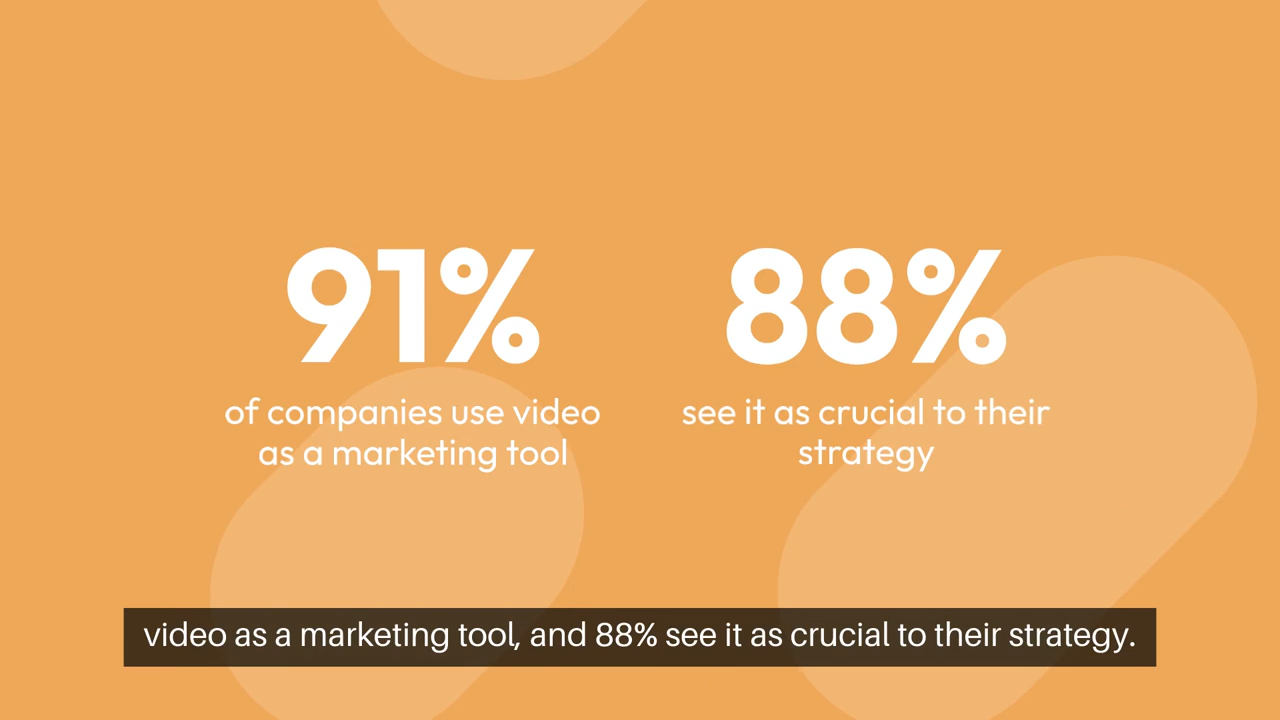 91%
of companies use video
as a marketing tool
88%
see it as crucial to their
strategy
video as a marketing tool, and 88% see it as crucial to their strategy.